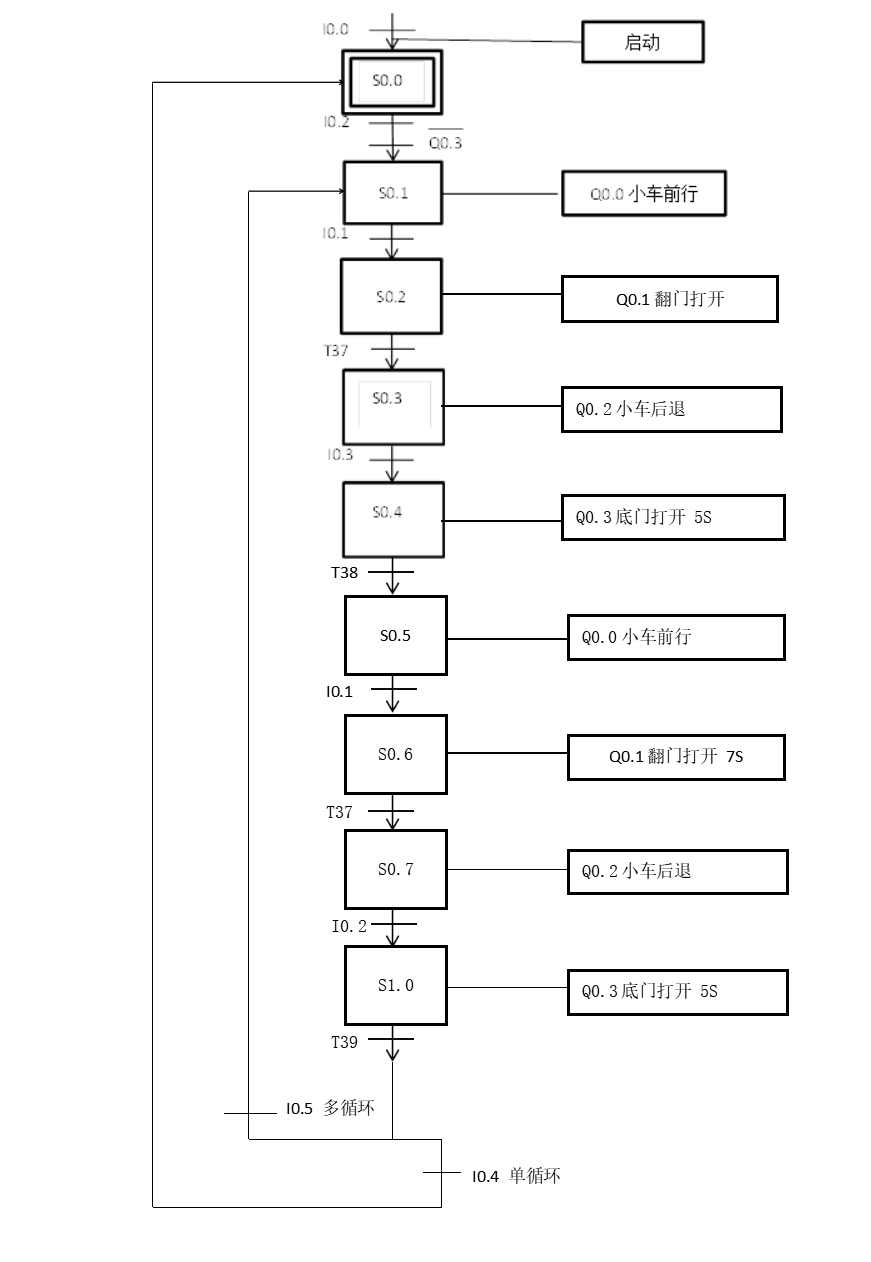 I0.0
启动
S0.0
I0.2
Q0.3
S0.1
Q0.0 小车前行
I0.1
S0.2
Q0.1 翻门打开
T37
S0.3
Q0.2 小车后退
I0.3
S0.4
Q0.3 底门打开 5S
T38
S0.5
Q0.0 小车前行
I0.1
S0.6
Q0.1 翻门打开 7S
T37
S0.7
Q0.2 小车后退
I0.2
S1.0
Q0.3 底门打开 5S
T39
I0.5 多循环
I0.4 单循环